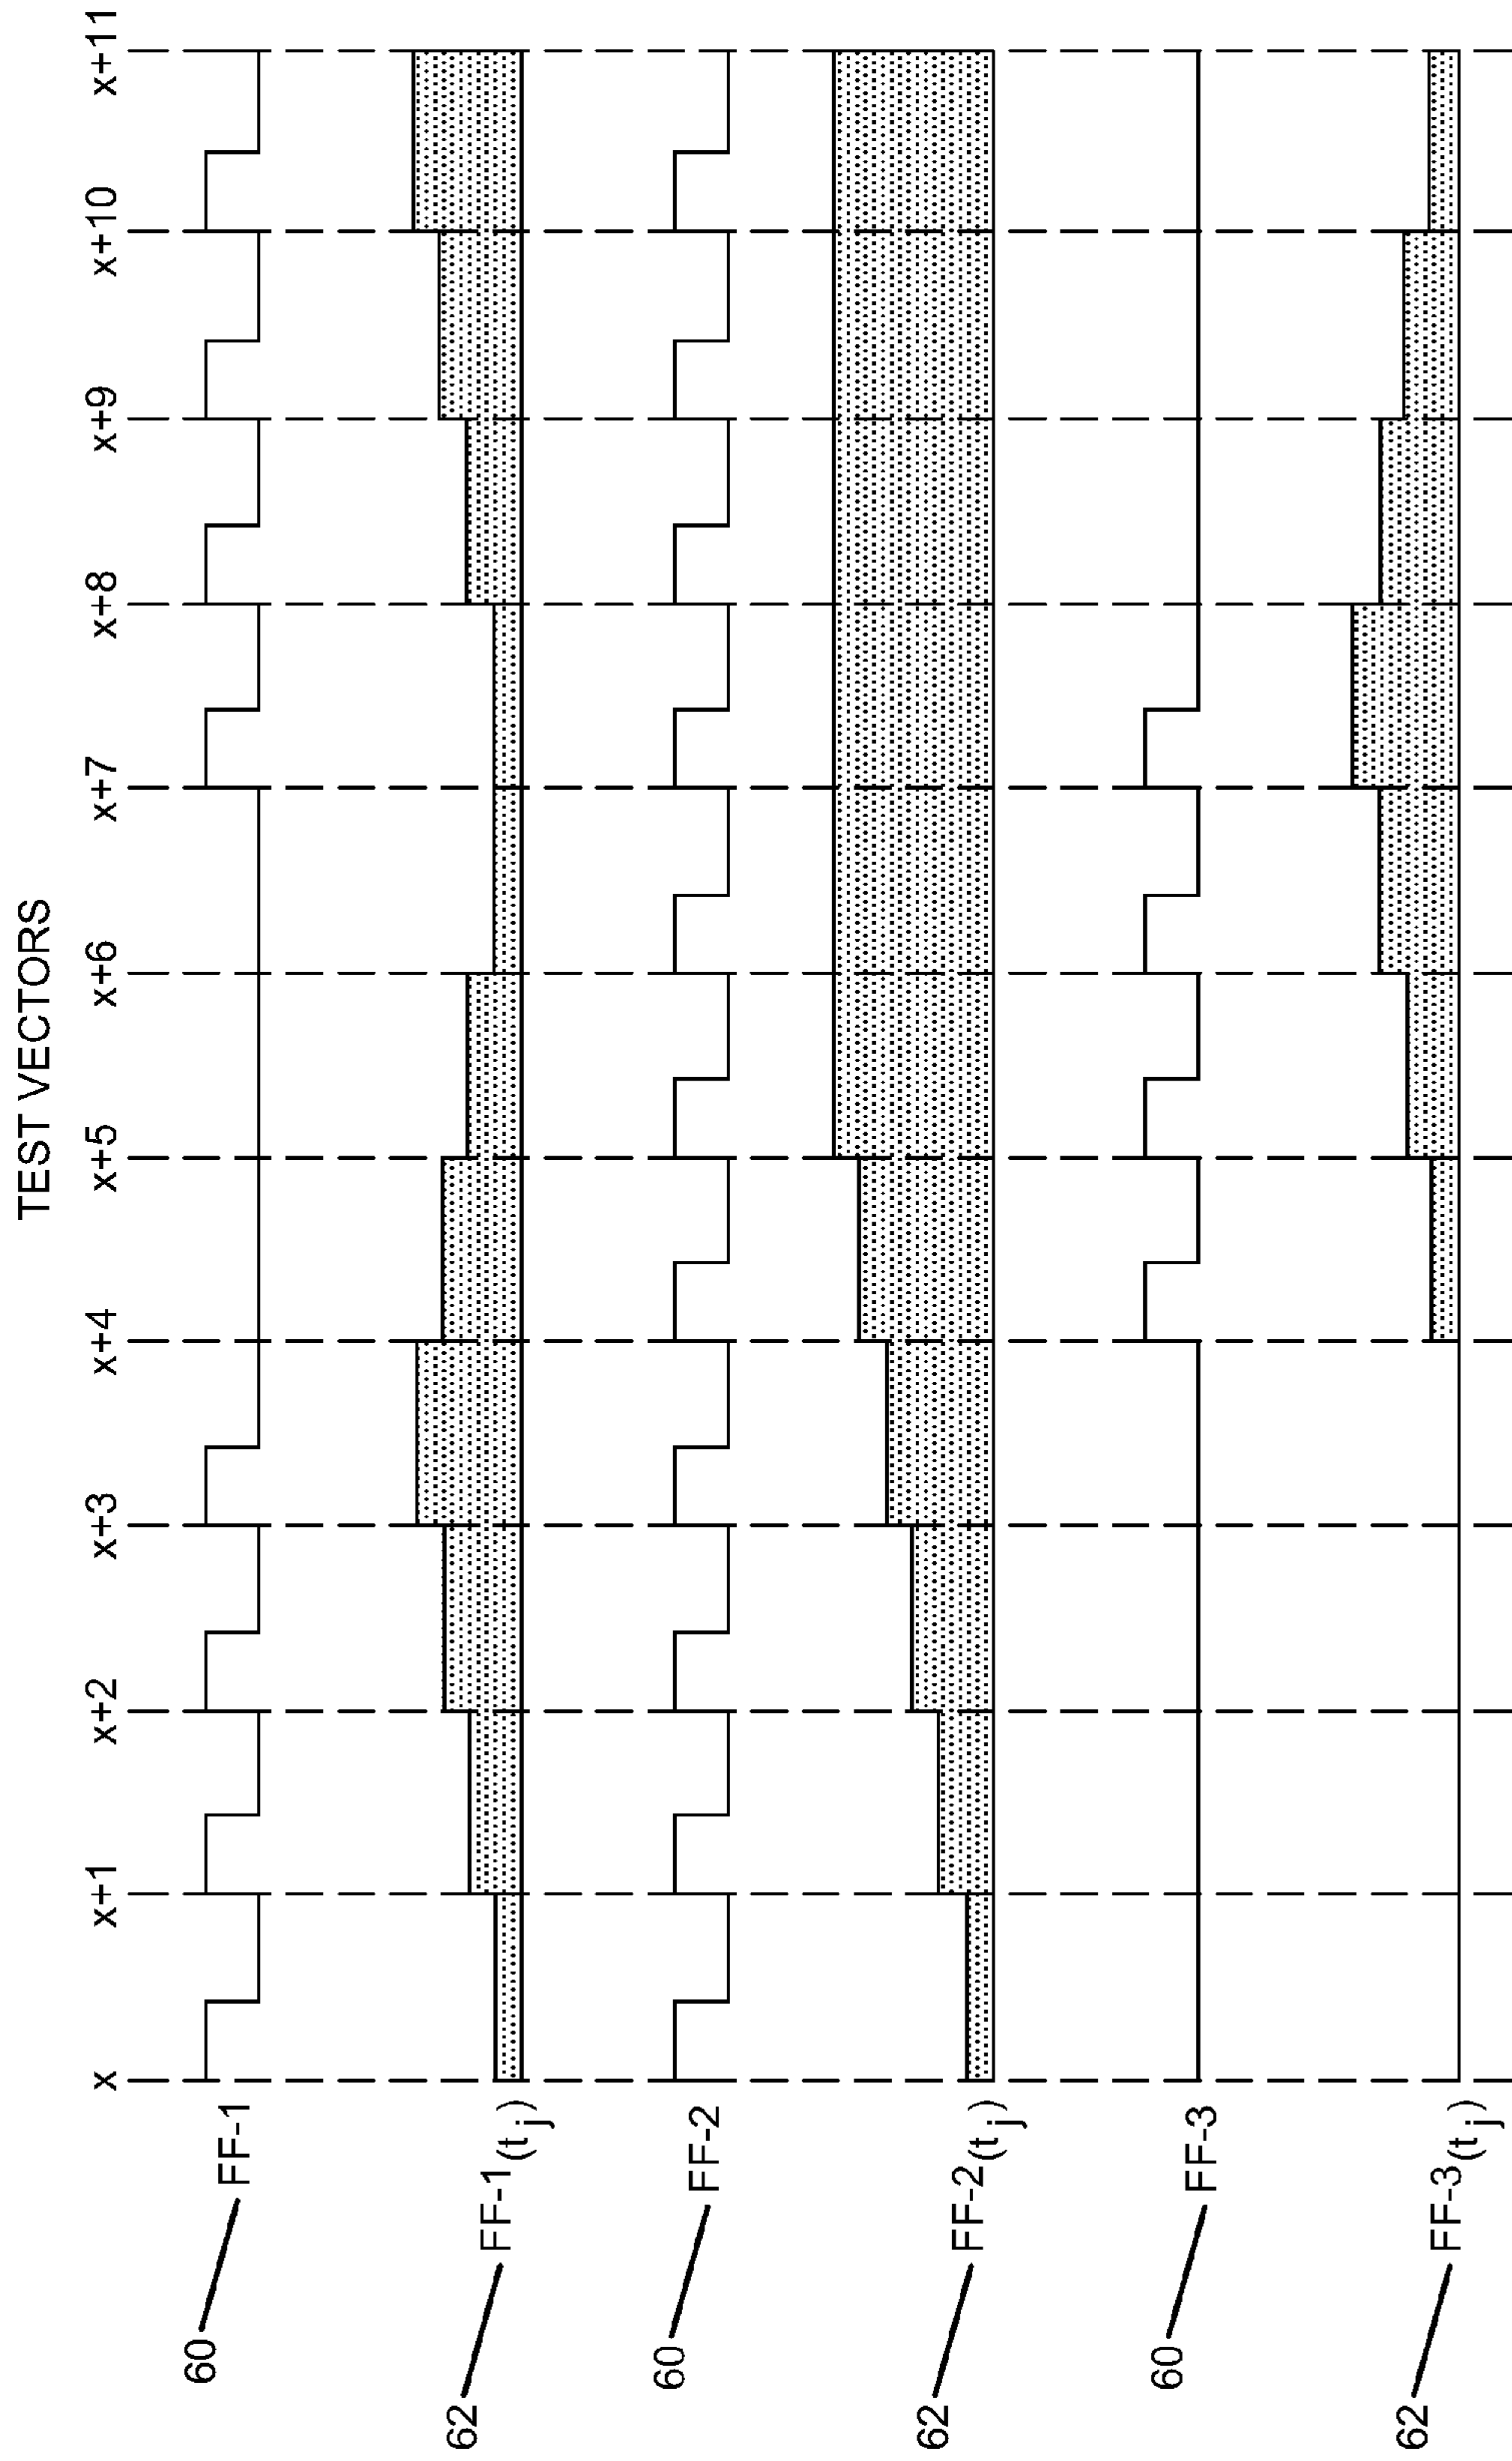 TEST VECTORS
x x+1 x+2 x+3 x+4 x+5 x+6 x+7 x+8 x+9 x+10 x+11
60 FF-1
62 FF-1(tj)
60 FF-2
62 FF-2(tj)
60 FF-3
62 FF-3(tj)